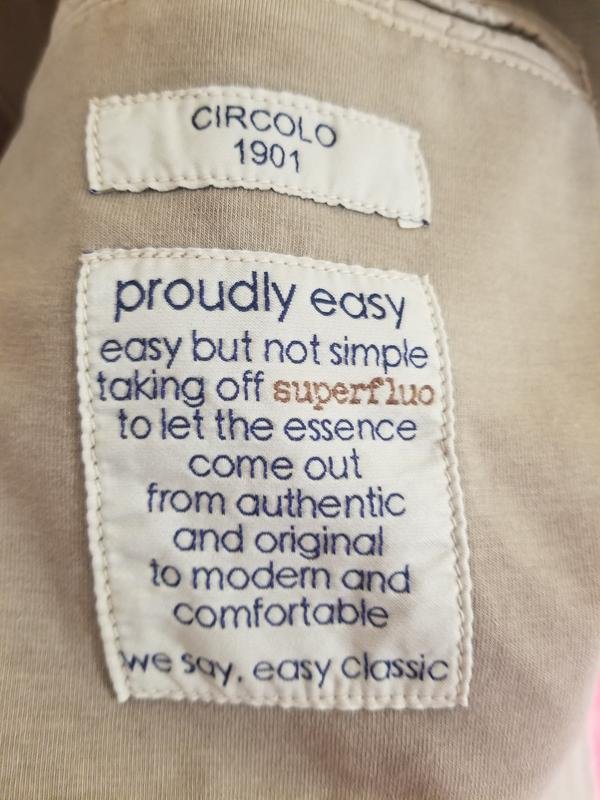 CIRCOLO
1901
proudly easy
easy but not simple
taking off superfluo
to let the essence
come out
from authentic
and original
to modern and
comfortable
we say, easy classic